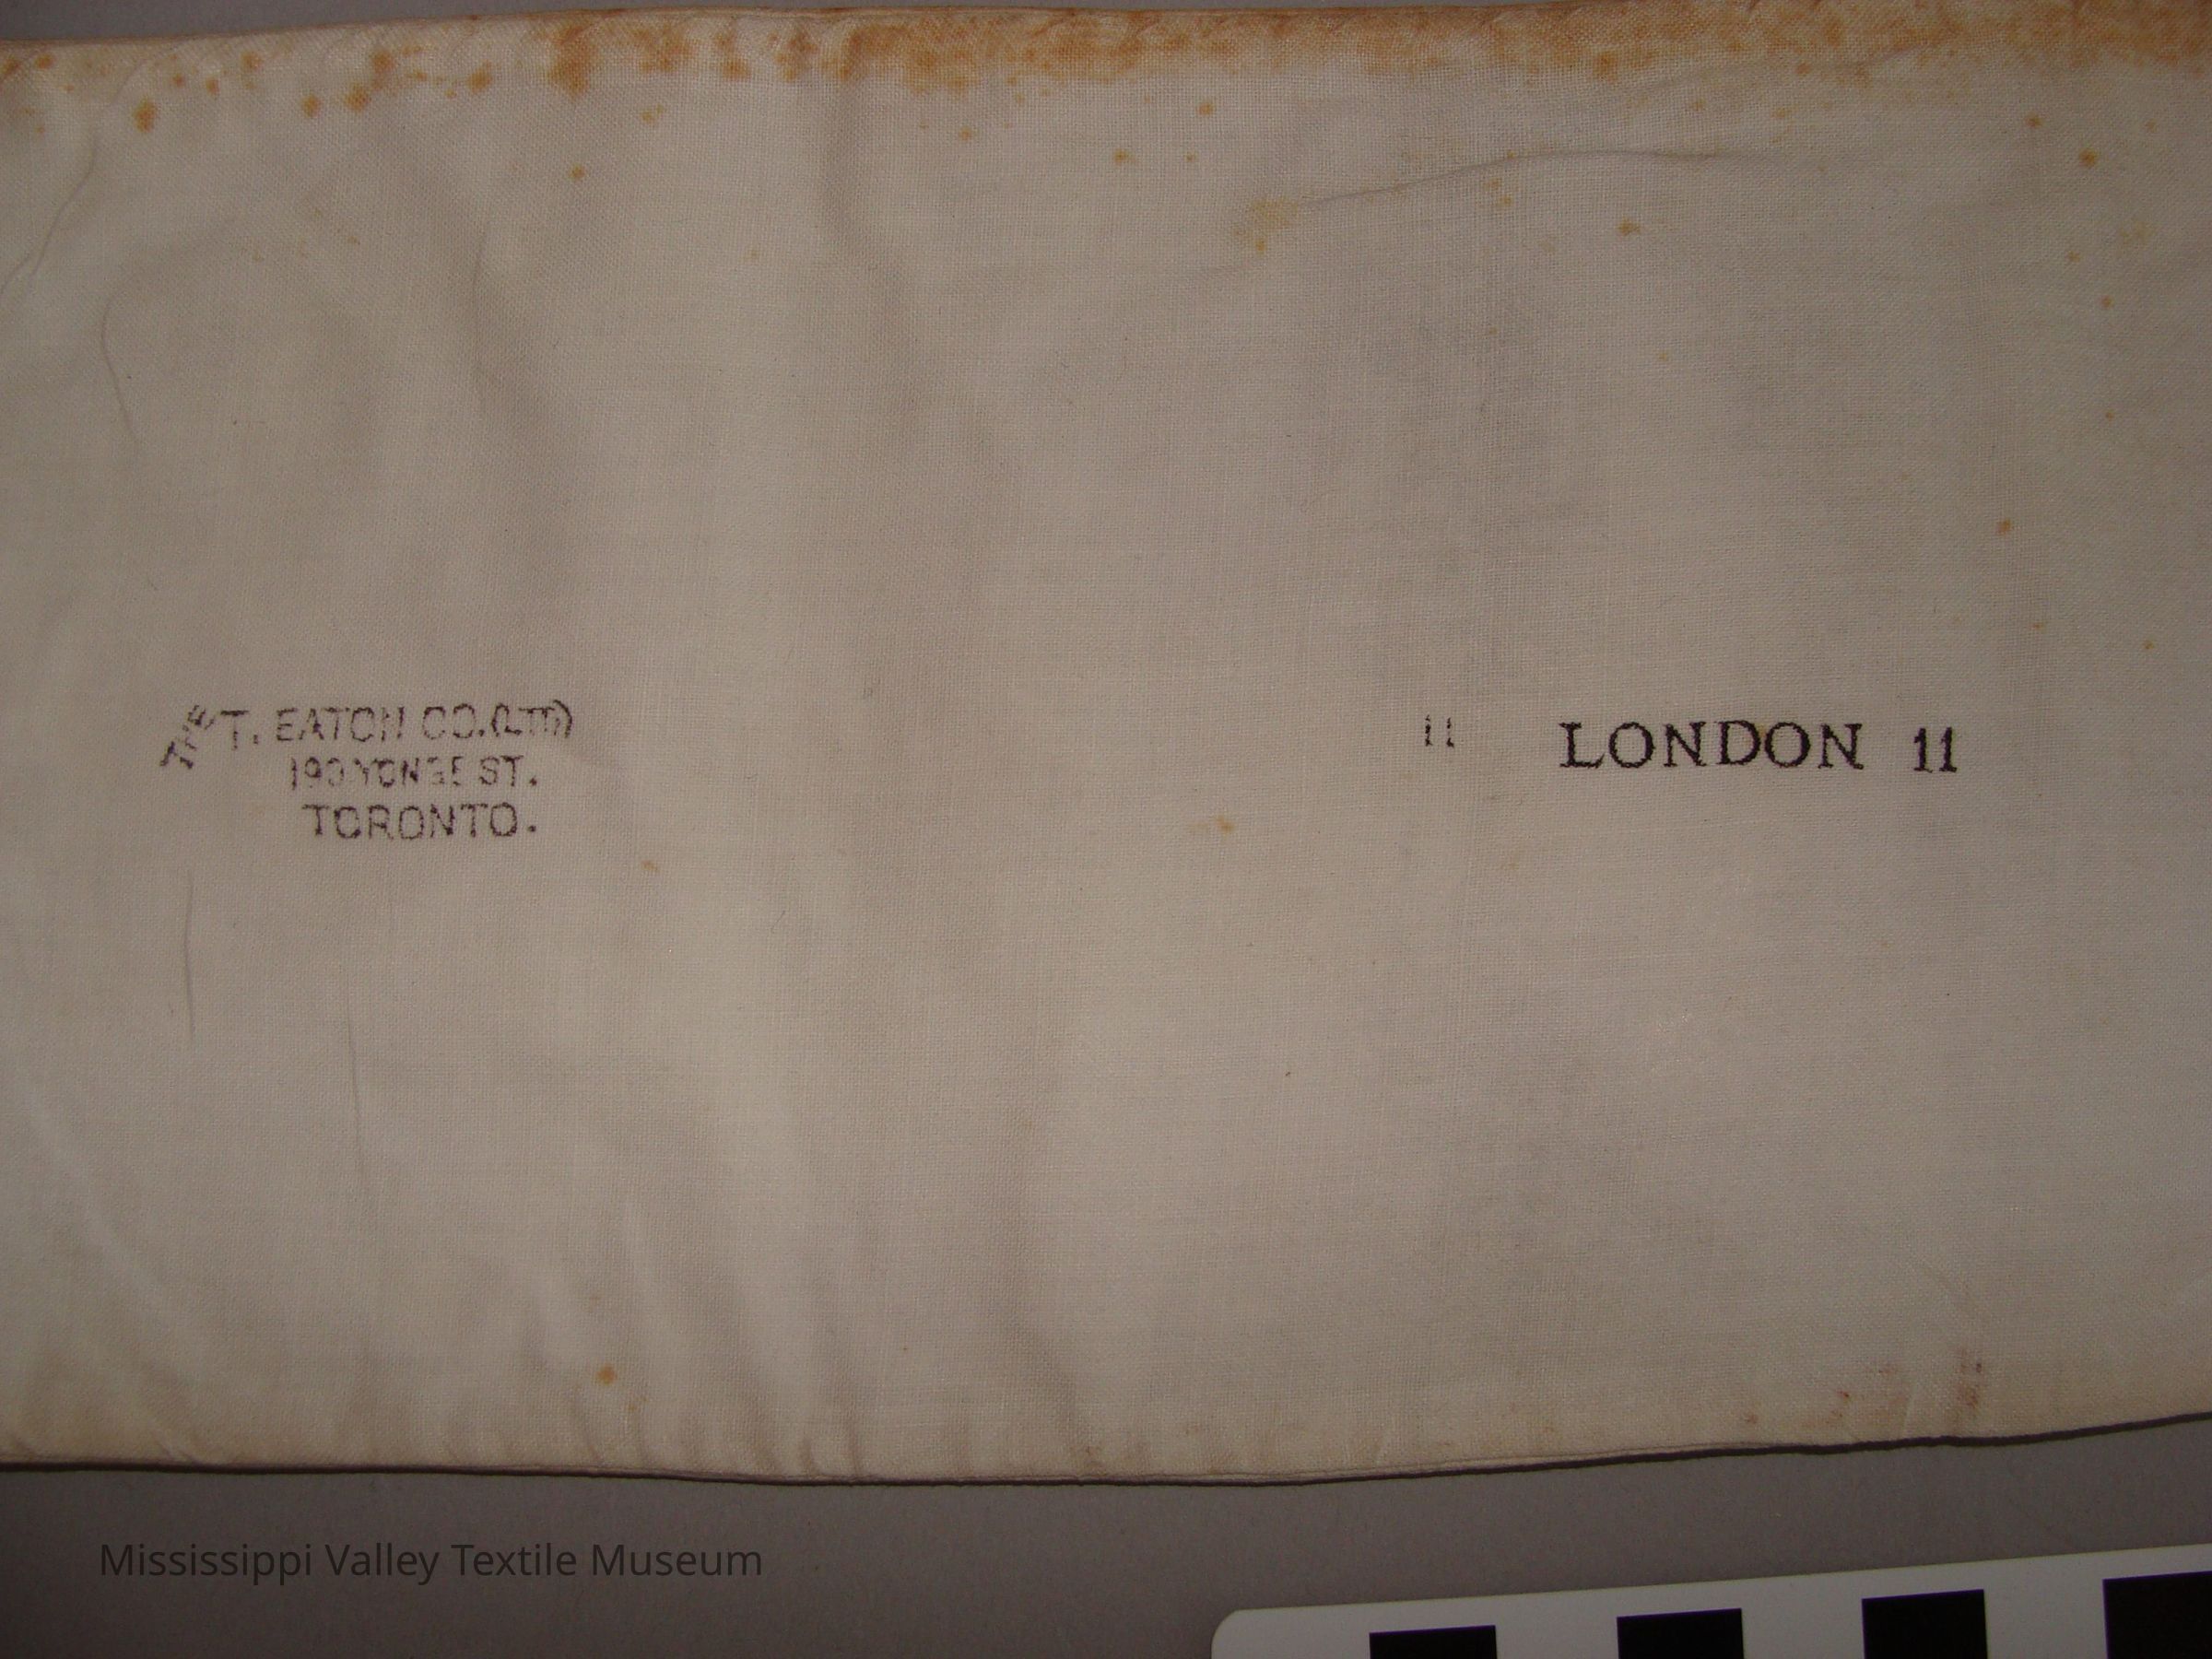 THE T. EATON CO. (LTD)
190 YONGE ST.
TORONTO.
11 LONDON 11
Mississippi Valley Textile Museum